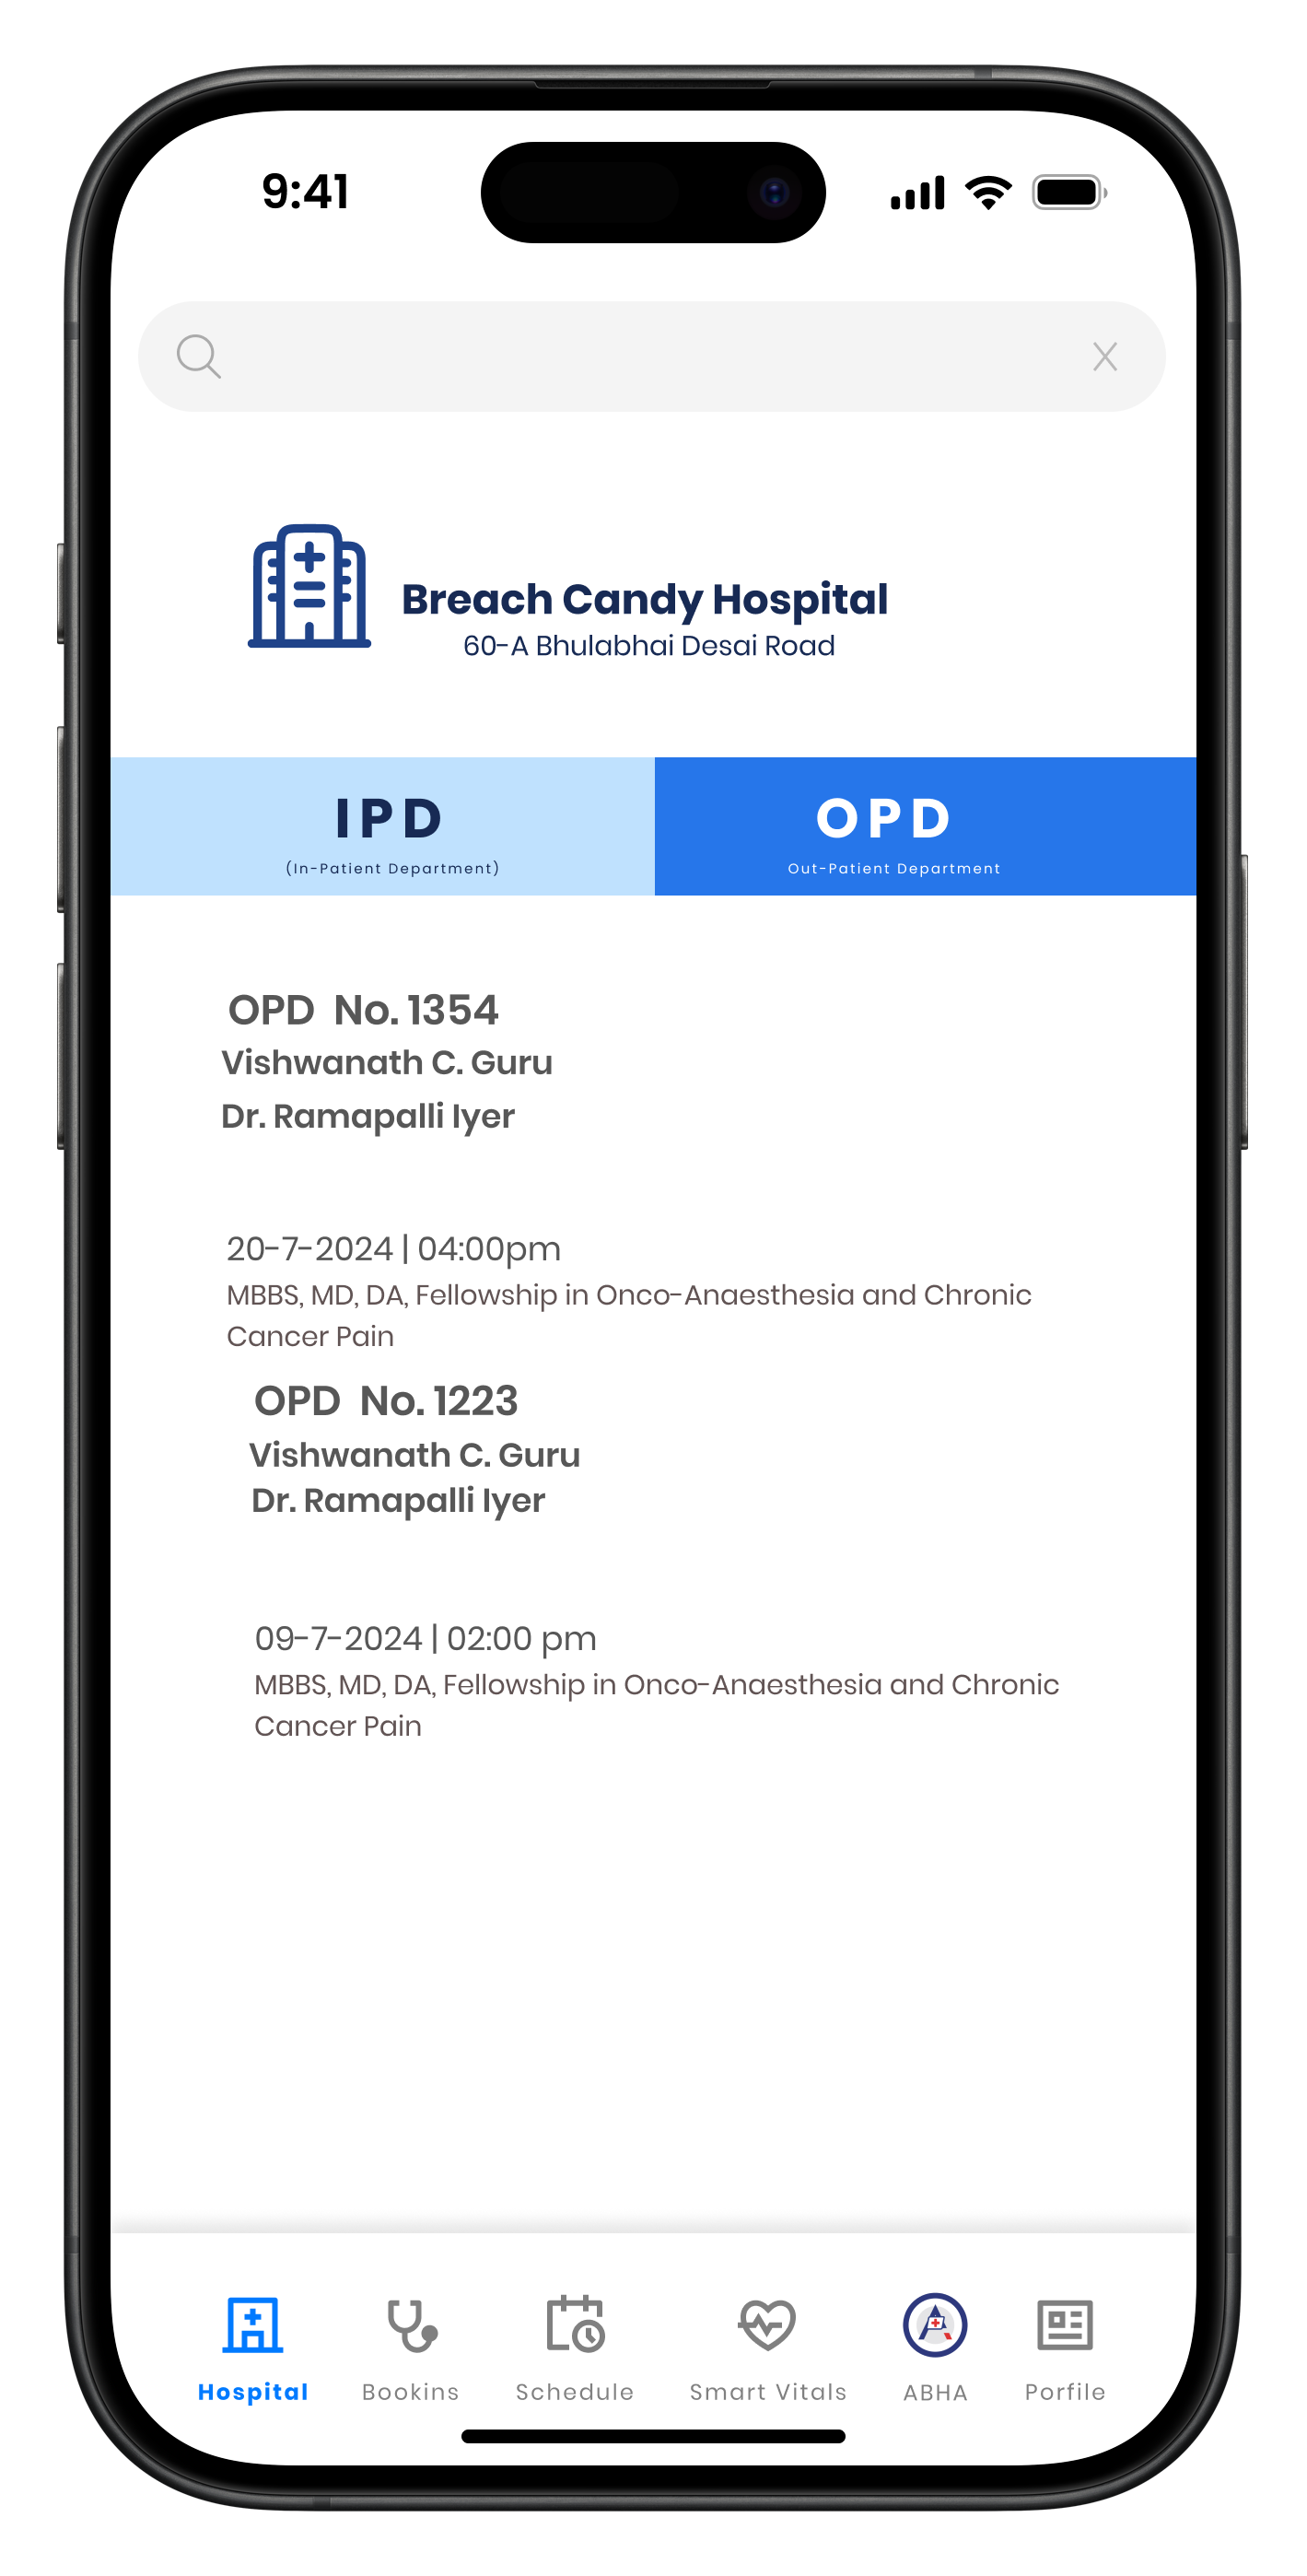 9:41
X
Breach Candy Hospital
60-A Bhulabhai Desai Road
IPD
(In-Patient Department)
OPD
Out-Patient Department
OPD No. 1354
Vishwanath C. Guru
Dr. Ramapalli Iyer
20-7-2024 | 04:00pm
MBBS, MD, DA, Fellowship in Onco-Anaesthesia and Chronic
Cancer Pain
OPD No. 1223
Vishwanath C. Guru
Dr. Ramapalli Iyer
09-7-2024 | 02:00 pm
MBBS, MD, DA, Fellowship in Onco-Anaesthesia and Chronic
Cancer Pain
Hospital
Bookins
Schedule
Smart Vitals
ABHA
Porfile